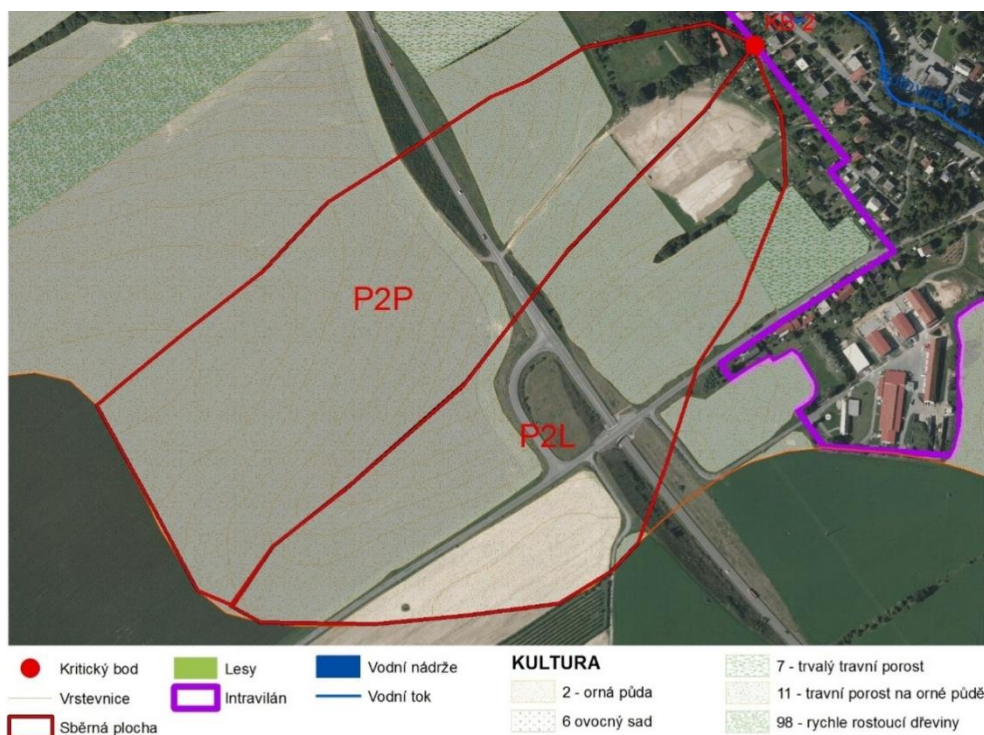 KB-2
P2P
P2L
Kritický bod
Vrstevnice
Sběrná plocha
Lesy
Intravilán
Vodní nádrže
Vodní tok
KULTURA
2 - orná půda
6 ovocný sad
7 - trvalý travní porost
11 - travní porost na orné půdě
98 - rychle rostoucí dřeviny